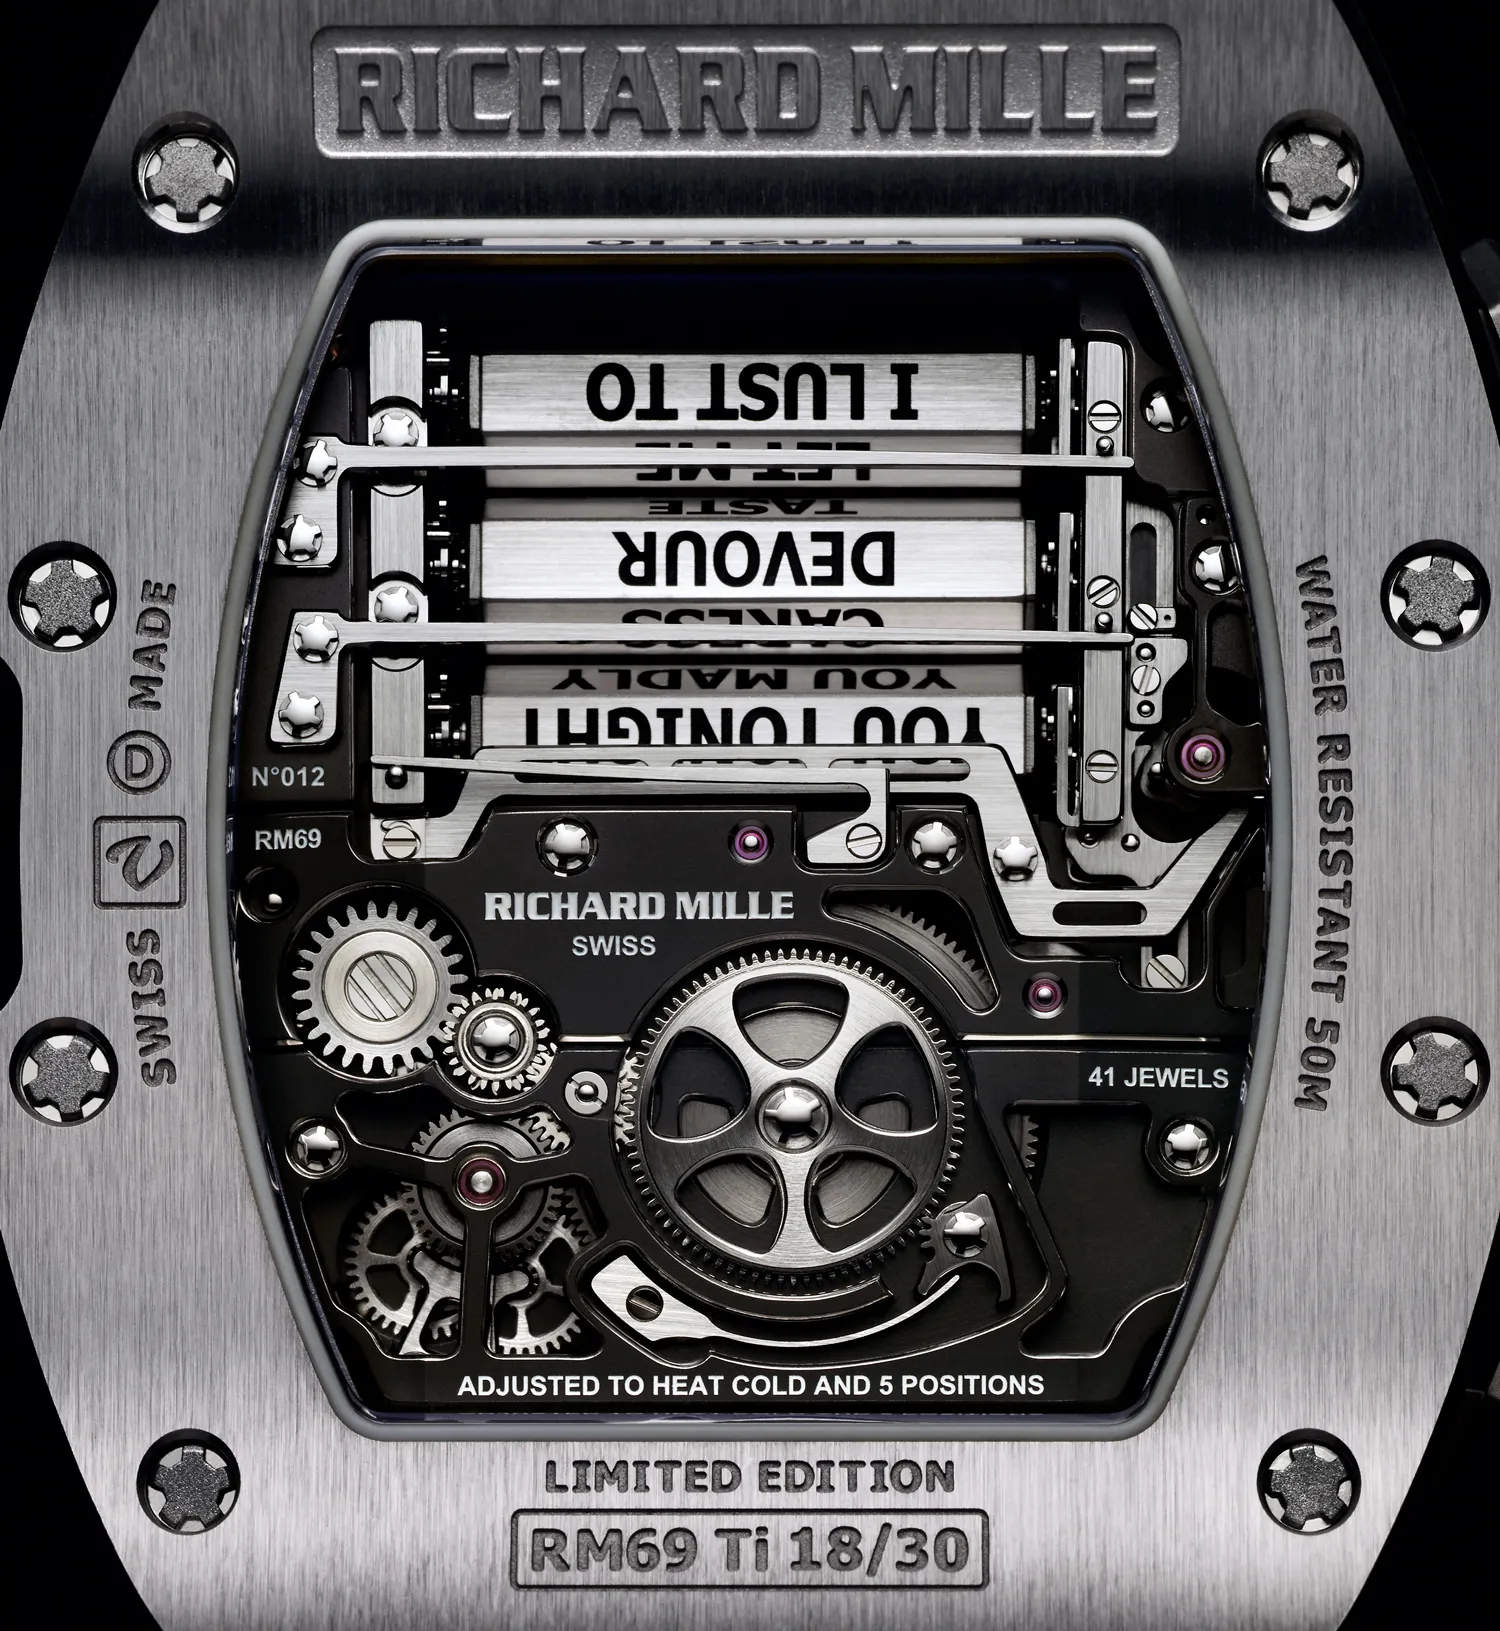 RICHARD MILLE
I LUST TO
LET ME
TASTE
DEVOUR
CARESS
YOU MADLY
YOU TONIGHT
N°012
RM69
RICHARD MILLE
SWISS
41 JEWELS
ADJUSTED TO HEAT COLD AND 5 POSITIONS
SWISS
D MADE
WATER RESISTANT 50M
LIMITED EDITION
RM69 Ti 18/30